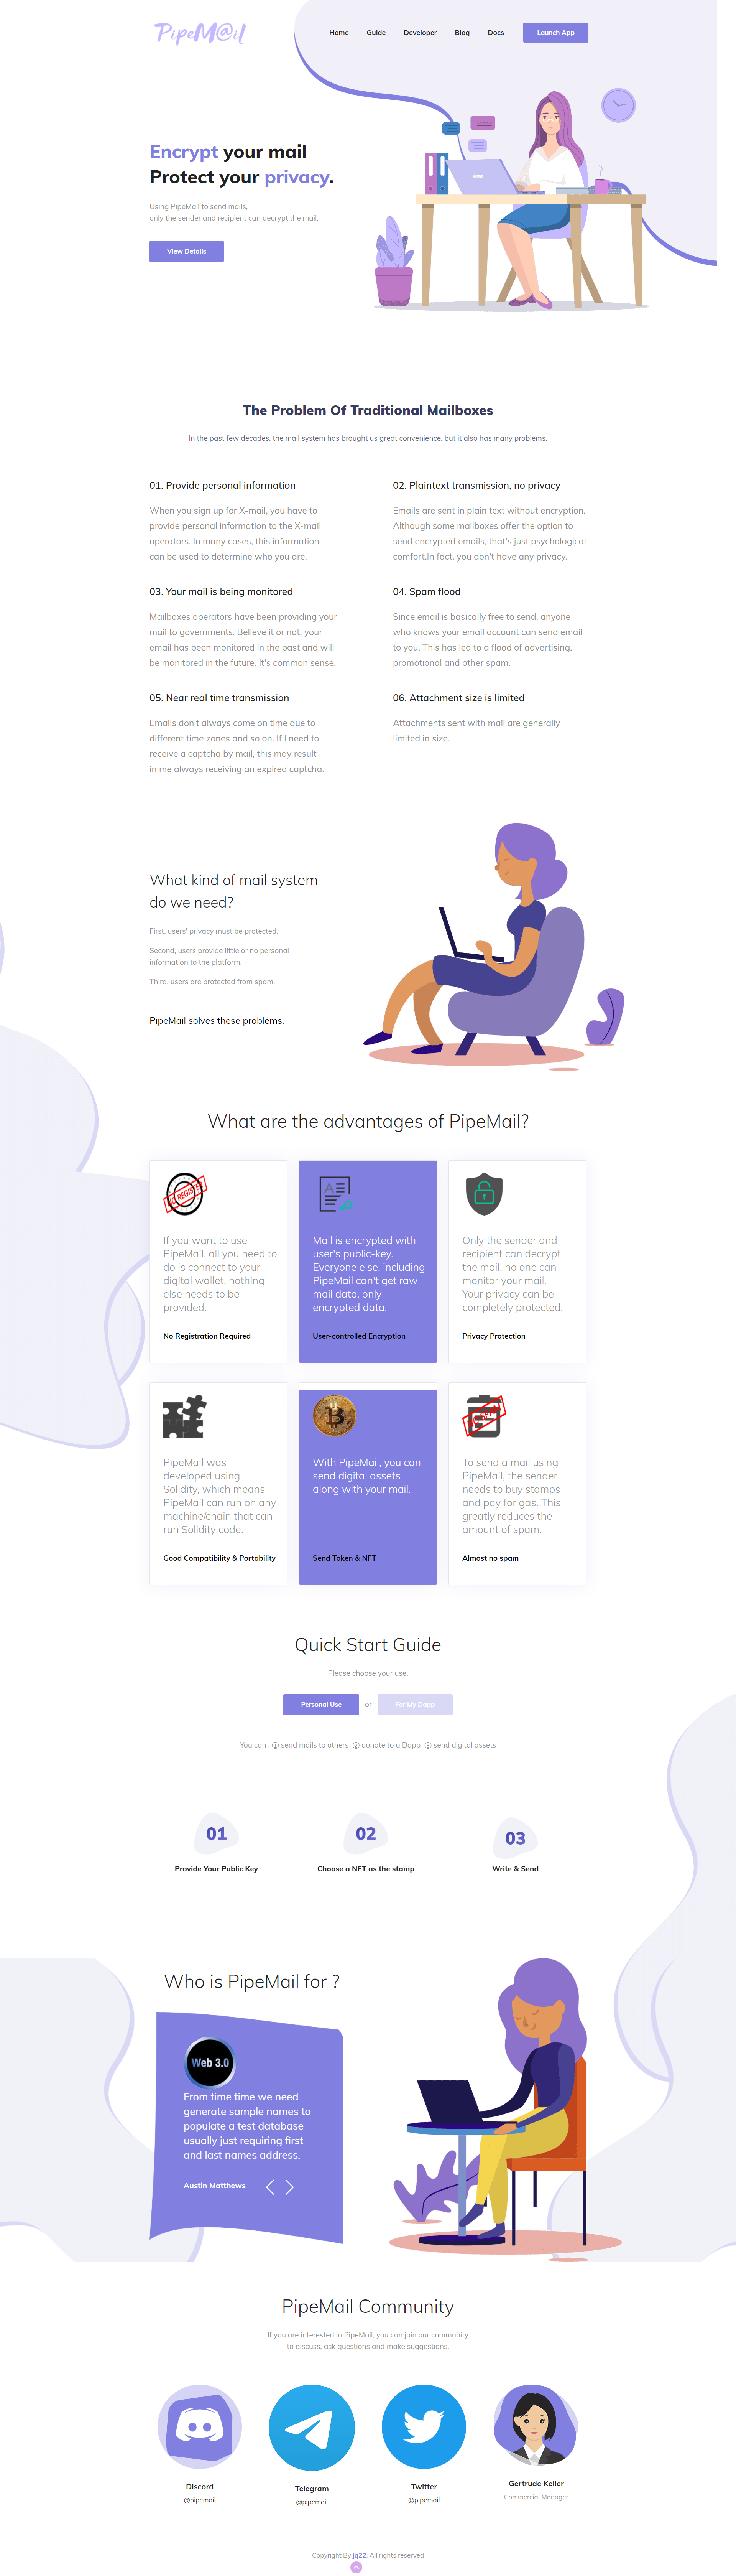 PipeM@il
Home Guide Developer Blog Docs Launch App
Encrypt your mail
Protect your privacy.
Using PipeMail to send mails,
only the sender and recipient can decrypt the mail.
View Details
The Problem Of Traditional Mailboxes
In the past few decades, the mail system has brought us great convenience, but it also has many problems.
01. Provide personal information
When you sign up for X-mail, you have to
provide personal information to the X-mail
operators. In many cases, this information
can be used to determine who you are.
02. Plaintext transmission, no privacy
Emails are sent in plain text without encryption.
Although some mailboxes offer the option to
send encrypted emails, that's just psychological
comfort.In fact, you don't have any privacy.
03. Your mail is being monitored
Mailboxes operators have been providing your
mail to governments. Believe it or not, your
email has been monitored in the past and will
be monitored in the future. It's common sense.
04. Spam flood
Since email is basically free to send, anyone
who knows your email account can send email
to you. This has led to a flood of advertising,
promotional and other spam.
05. Near real time transmission
Emails don't always come on time due to
different time zones and so on. If I need to
receive a captcha by mail, this may result
in me always receiving an expired captcha.
06. Attachment size is limited
Attachments sent with mail are generally
limited in size.
What kind of mail system
do we need?
First, users' privacy must be protected.
Second, users provide little or no personal
information to the platform.
Third, users are protected from spam.
PipeMail solves these problems.
What are the advantages of PipeMail?
If you want to use
PipeMail, all you need to
do is connect to your
digital wallet, nothing
else needs to be
provided.
No Registration Required
A
Mail is encrypted with
user's public-key.
Everyone else, including
PipeMail can't get raw
mail data, only
encrypted data.
User-controlled Encryption
Only the sender and
recipient can decrypt
the mail, no one can
monitor your mail.
Your privacy can be
completely protected.
Privacy Protection
PipeMail was
developed using
Solidity, which means
PipeMail can run on any
machine/chain that can
run Solidity code.
Good Compatibility & Portability
With PipeMail, you can
send digital assets
along with your mail.
Send Token & NFT
To send a mail using
PipeMail, the sender
needs to buy stamps
and pay for gas. This
greatly reduces the
amount of spam.
Almost no spam
Quick Start Guide
Please choose your use.
Personal Use or For My Dapp
You can : ① send mails to others ② donate to a Dapp ③ send digital assets
01
Provide Your Public Key
02
Choose a NFT as the stamp
03
Write & Send
Who is PipeMail for ?
Web 3.0
From time time we need
generate sample names to
populate a test database
usually just requiring first
and last names address.
Austin Matthews
PipeMail Community
If you are interested in PipeMail, you can join our community
to discuss, ask questions and make suggestions.
Discord
@pipemail
Telegram
@pipemail
Twitter
@pipemail
Gertrude Keller
Commercial Manager
Copyright By jq22. All rights reserved